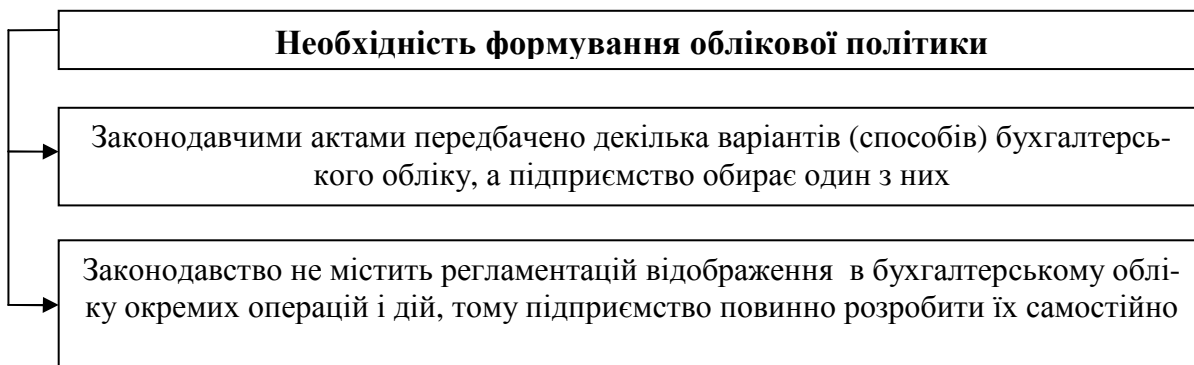 Необхідність формування облікової політики
Законодавчими актами передбачено декілька варіантів (способів) бухгалтерсь-
кого обліку, а підприємство обирає один з них
Законодавство не містить регламентацій відображення в бухгалтерському облі-
ку окремих операцій і дій, тому підприємство повинно розробити їх самостійно